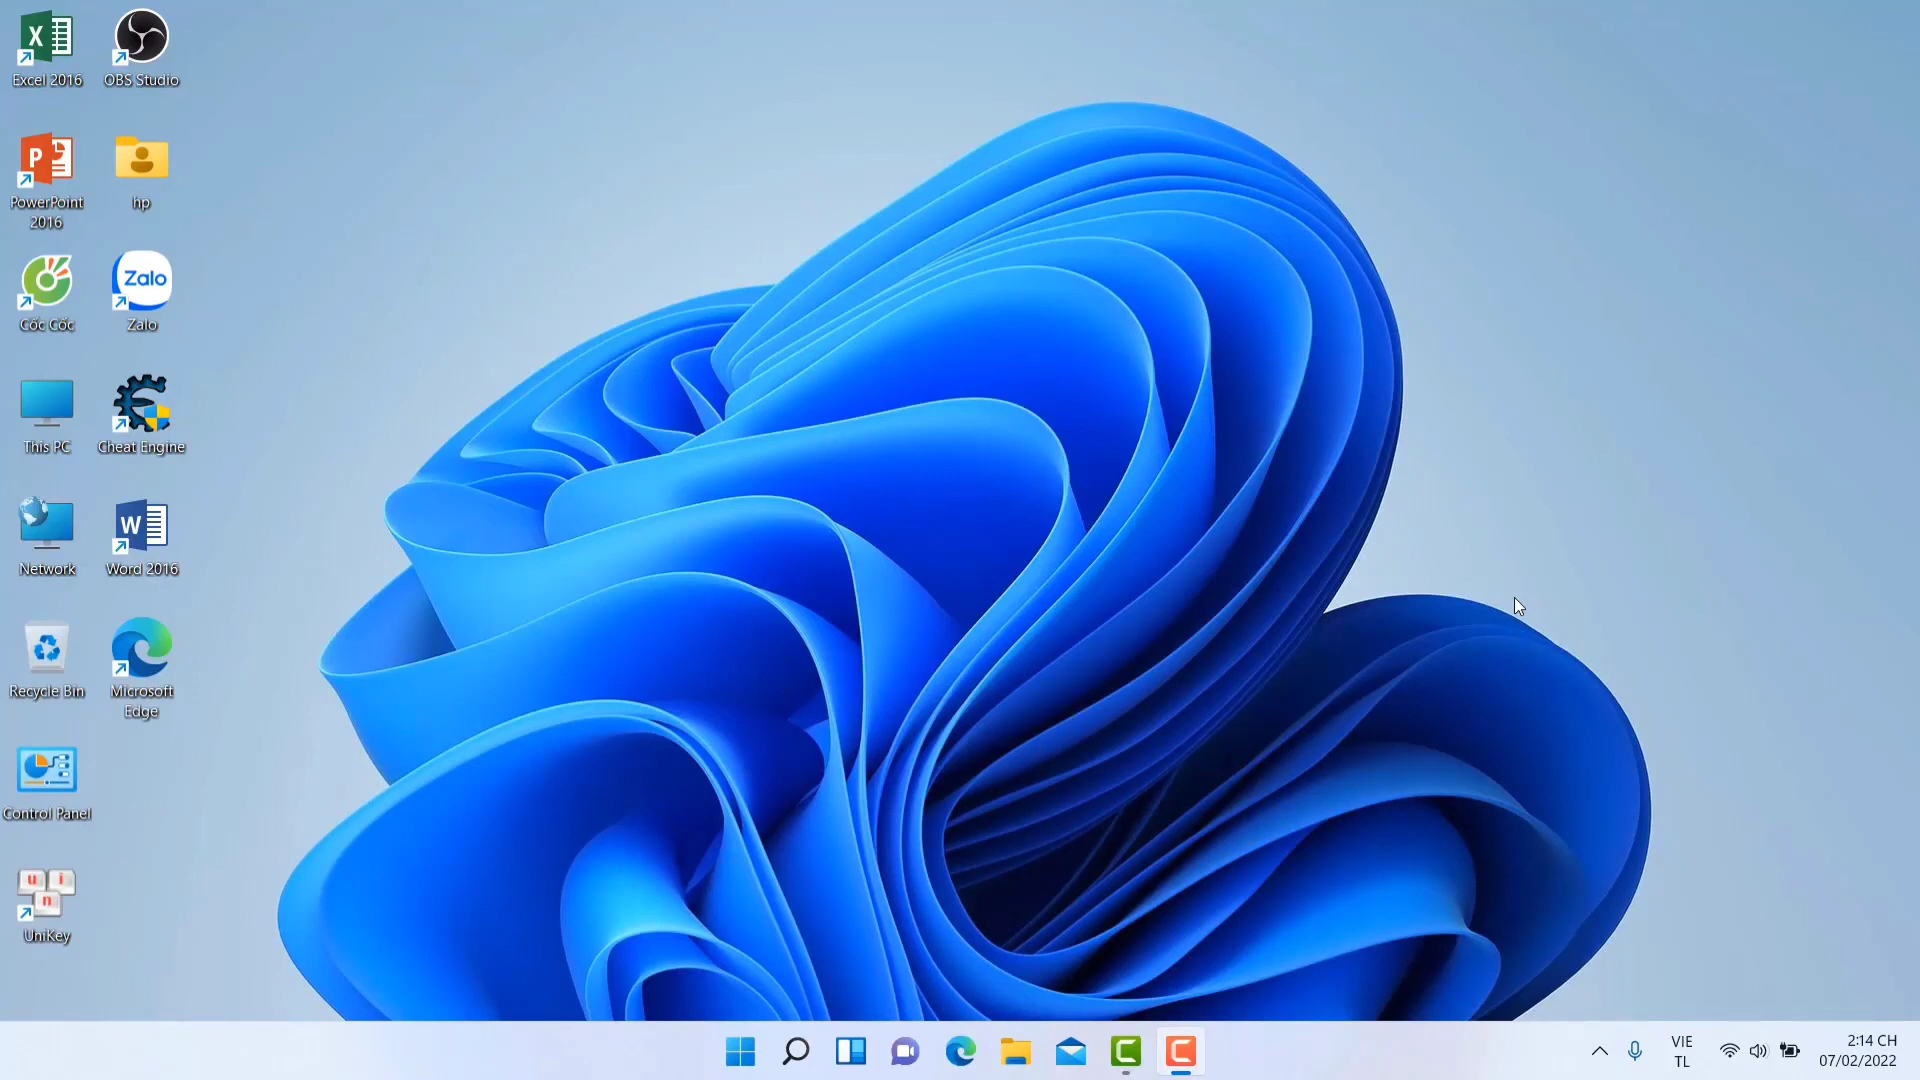 Excel 2016
OBS Studio
PowerPoint
2016
hp
Cốc Cốc
Zalo
Zalo
This PC
Cheat Engine
Network
Word 2016
Recycle Bin
Microsoft
Edge
Control Panel
u i
n
UniKey
VIE
TL
2:14 CH
07/02/2022